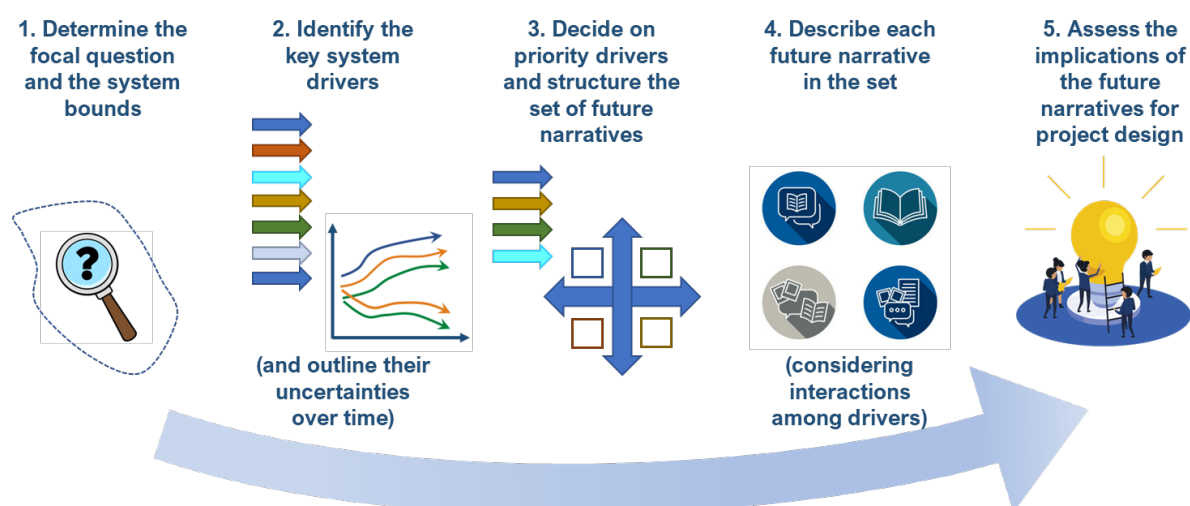 1. Determine the
focal question
and the system
bounds
2. Identify the
key system
drivers
(and outline their
uncertainties
over time)
3. Decide on
priority drivers
and structure the
set of future
narratives
4. Describe each
future narrative
in the set
(considering
interactions
among drivers)
5. Assess the
implications of
the future
narratives for
project design
?